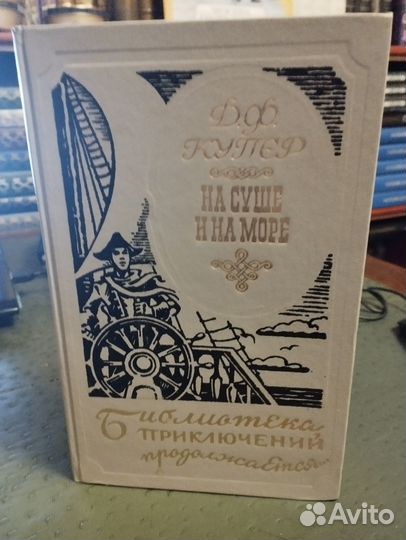 Д.Ф.
КУПЕР
НА СУШЕ
И НА МОРЕ
Библиотека
ПРИКЛЮЧЕНИЙ
продолжается...
Avito